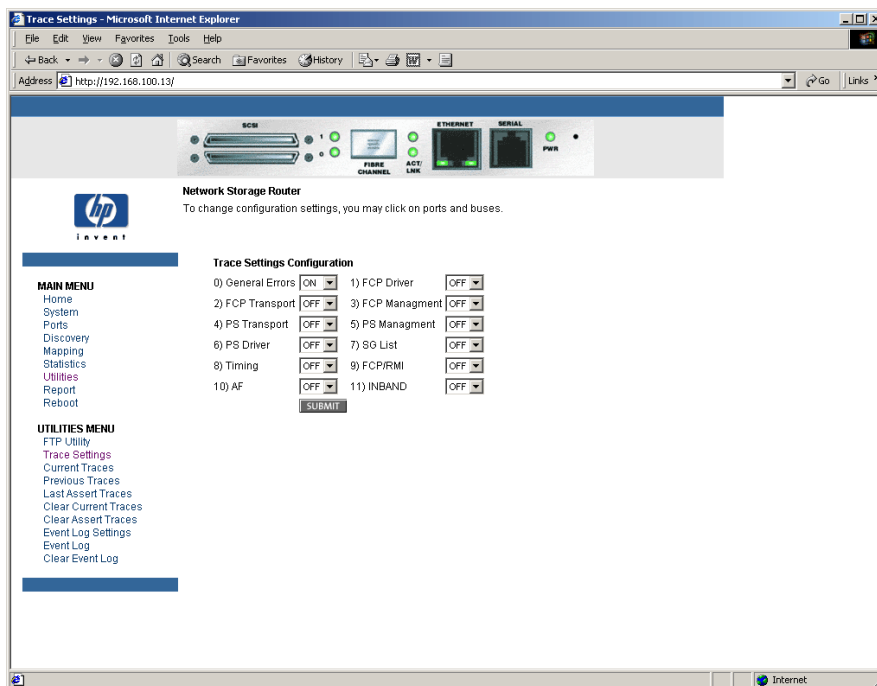 Trace Settings - Microsoft Internet Explorer
File Edit View Favorites Tools Help
Back Search Favorites History
Address http://192.168.100.13/ Go Links
SCSI ETHERNET SERIAL
1
0
FIBRE CHANNEL ACT/LNK PWR
hp
invent
Network Storage Router
To change configuration settings, you may click on ports and buses.
MAIN MENU
Home
System
Ports
Discovery
Mapping
Statistics
Utilities
Report
Reboot
UTILITIES MENU
FTP Utility
Trace Settings
Current Traces
Previous Traces
Last Assert Traces
Clear Current Traces
Clear Assert Traces
Event Log Settings
Event Log
Clear Event Log
Trace Settings Configuration
0) General Errors ON 1) FCP Driver OFF
2) FCP Transport OFF 3) FCP Managment OFF
4) PS Transport OFF 5) PS Managment OFF
6) PS Driver OFF 7) SG List OFF
8) Timing OFF 9) FCP/RMI OFF
10) AF OFF 11) INBAND OFF
SUBMIT
Internet